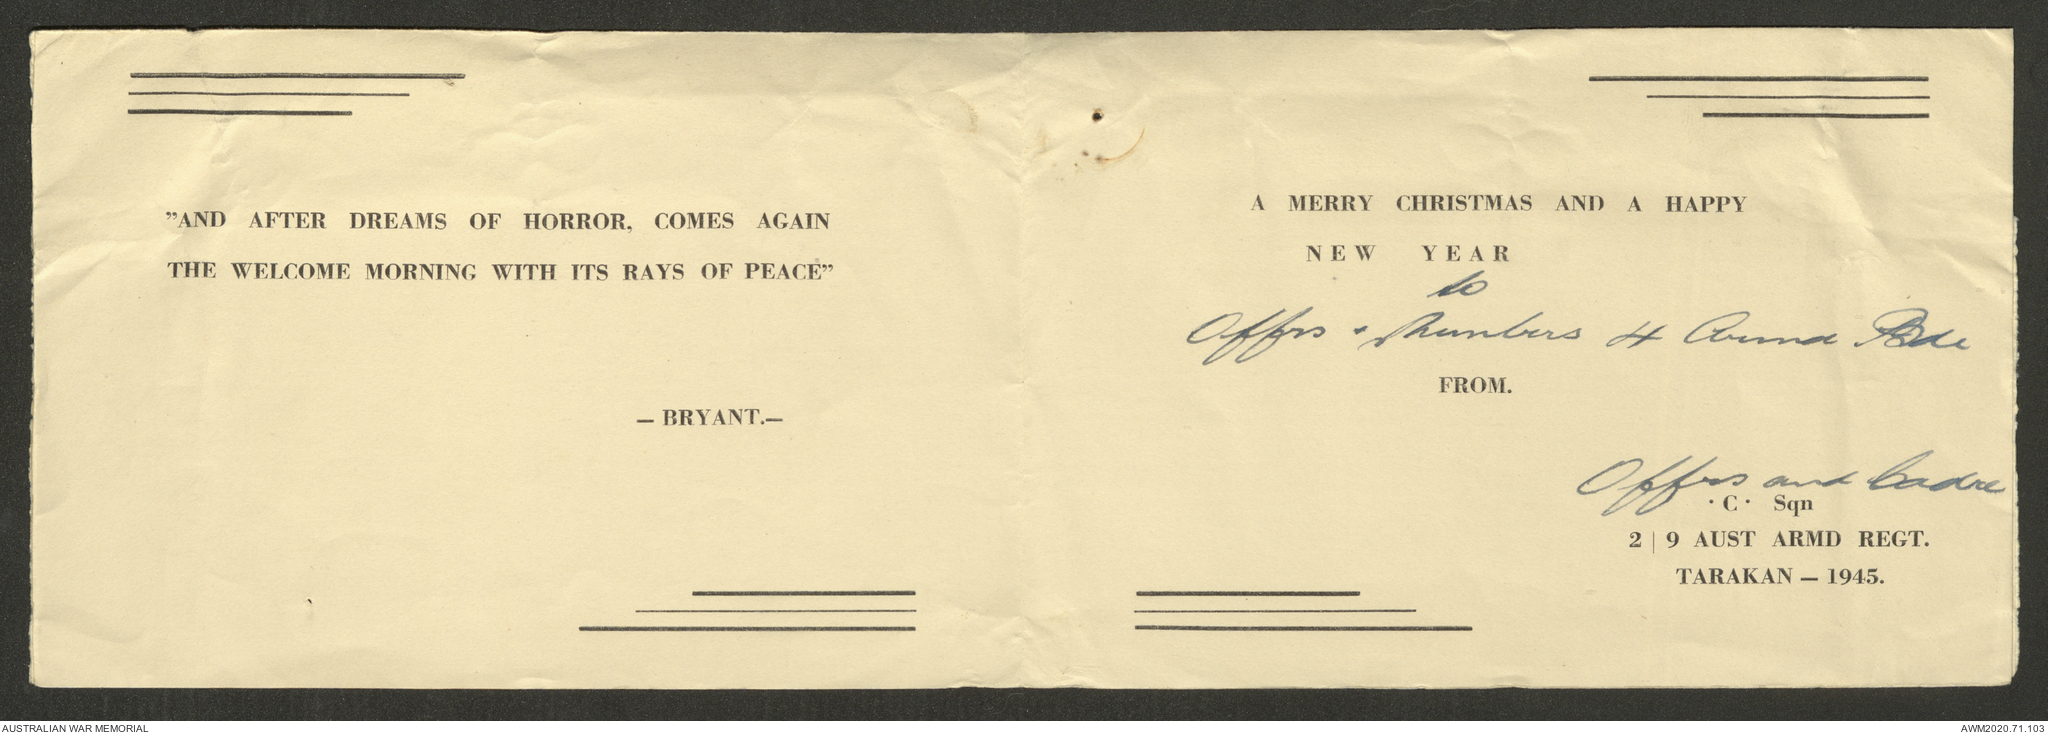 ”AND AFTER DREAMS OF HORROR, COMES AGAIN
THE WELCOME MORNING WITH ITS RAYS OF PEACE”
— BRYANT.—
A MERRY CHRISTMAS AND A HAPPY
NEW YEAR
to
Offrs & Members 4 Armd Bde
FROM.
Offrs and Cadre
· C · Sqn
2 | 9 AUST ARMD REGT.
TARAKAN — 1945.
AUSTRALIAN WAR MEMORIAL
AWM2020.71.103